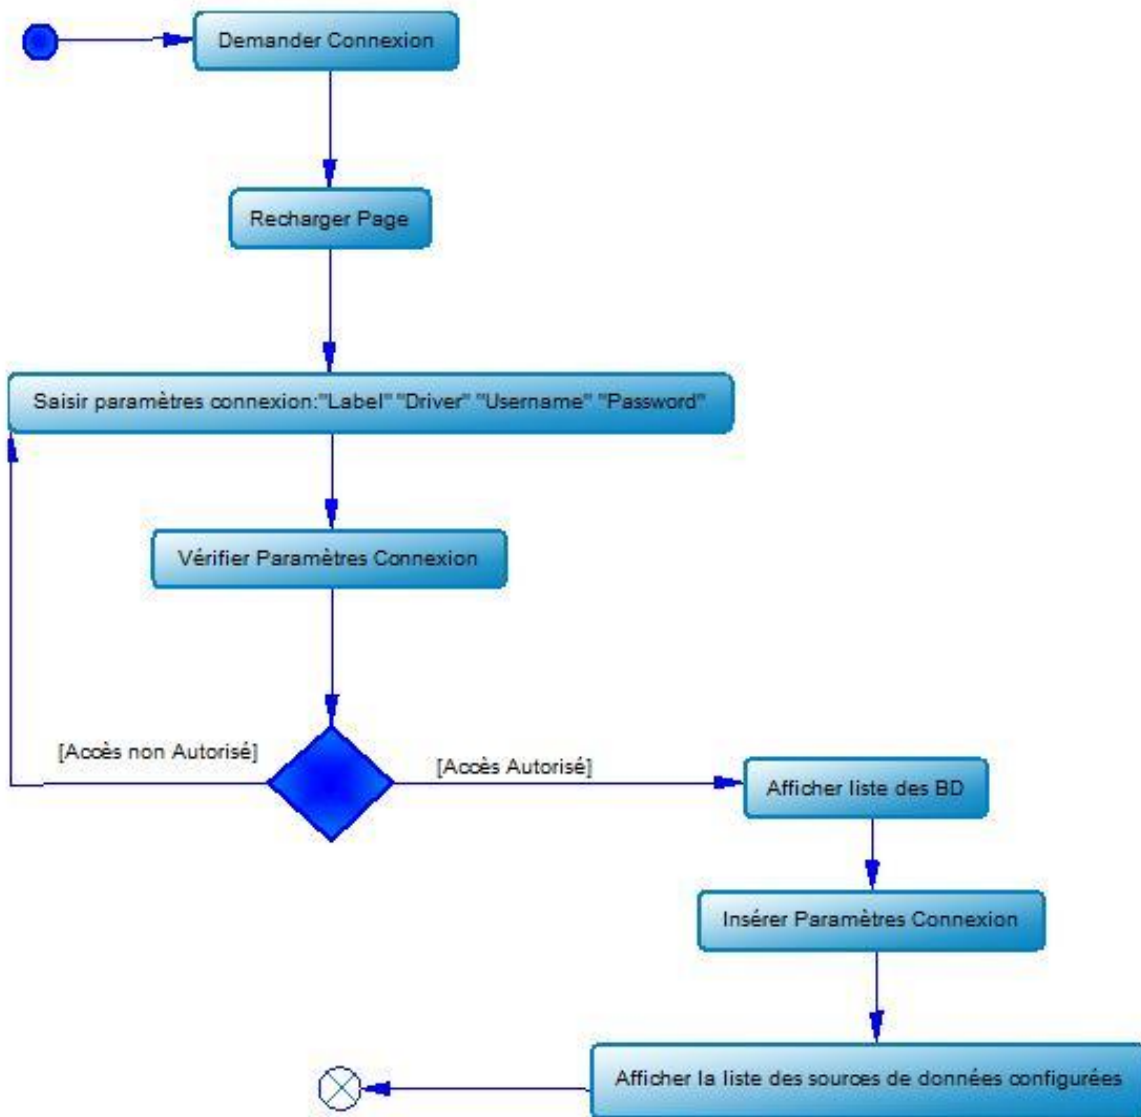 Demander Connexion
Recharger Page
Saisir paramètres connexion:"Label" "Driver" "Username" "Password"
Vérifier Paramètres Connexion
[Accès non Autorisé]
[Accès Autorisé]
Afficher liste des BD
Insérer Paramètres Connexion
Afficher la liste des sources de données configurées